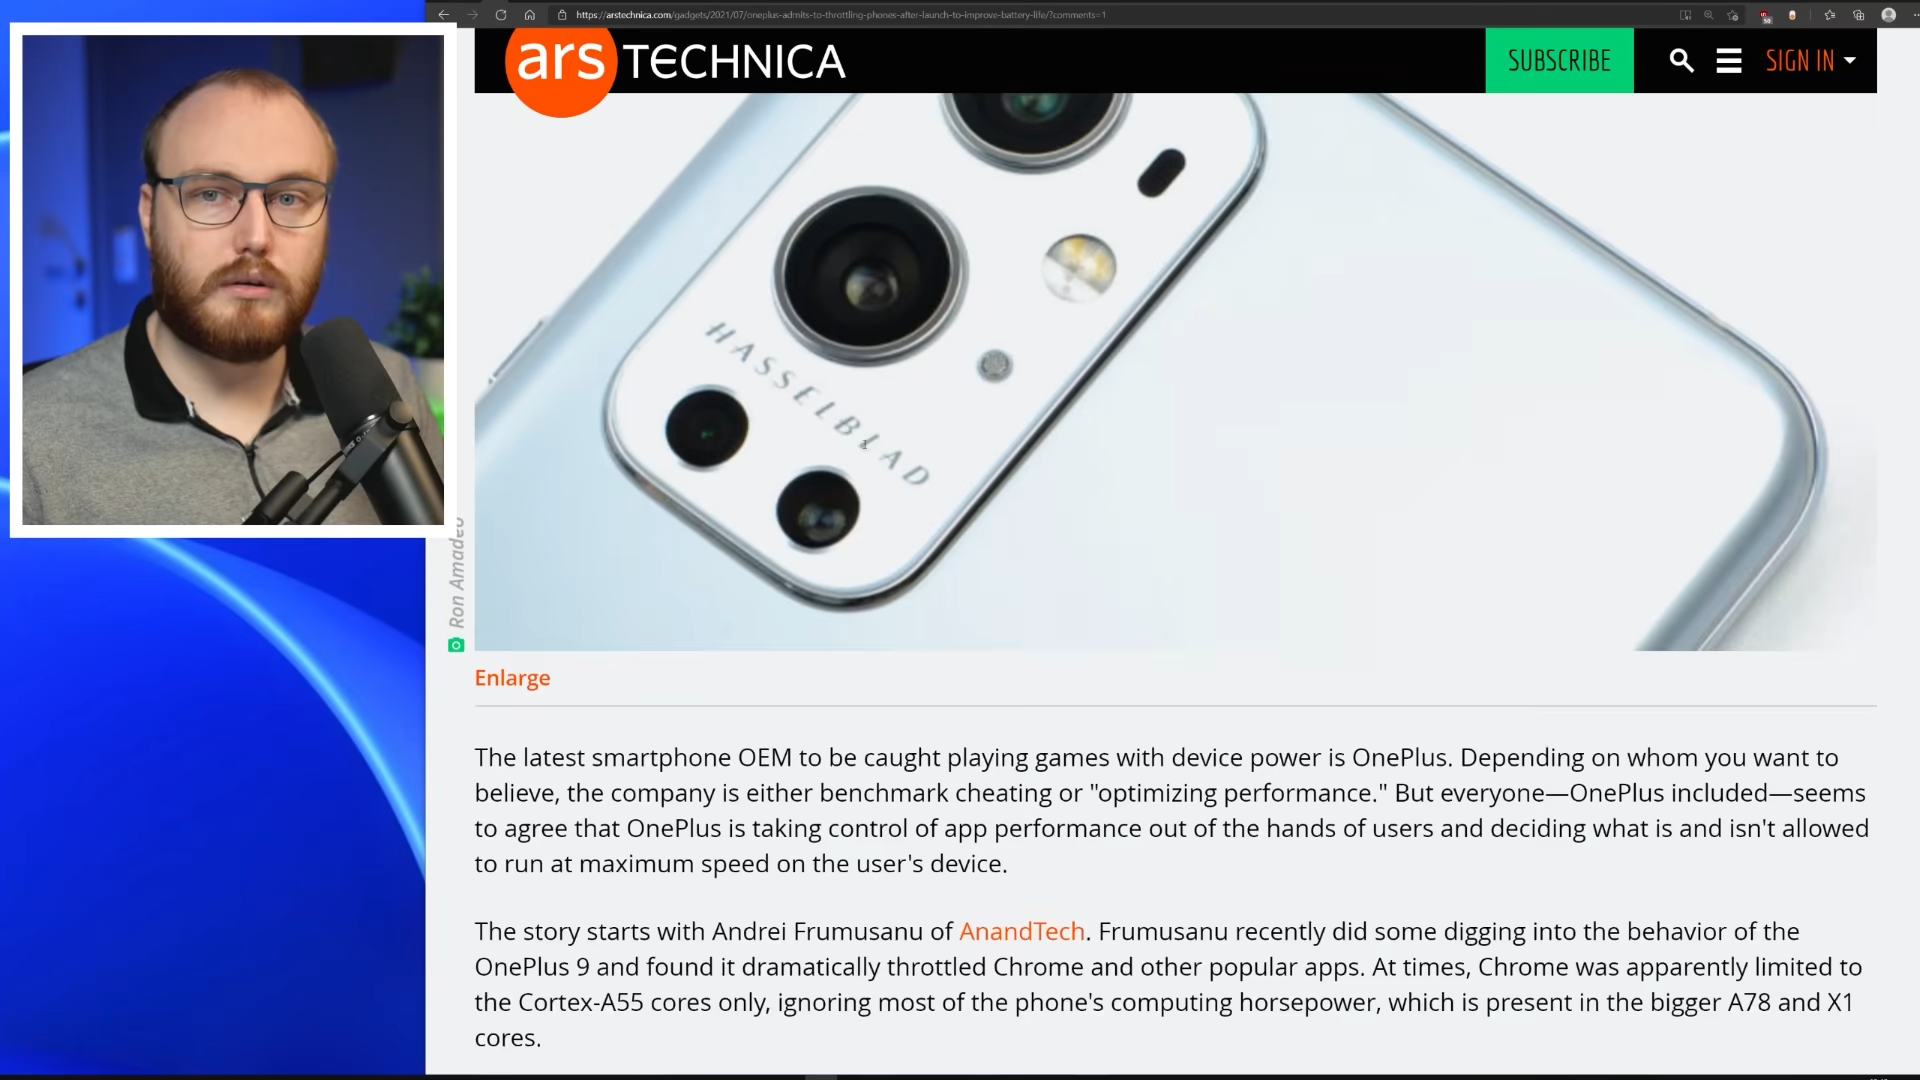 https://arstechnica.com/gadgets/2021/07/oneplus-admits-to-throttling-phones-after-launch-to-improve-battery-life/?comments=1
ars TECHNICA
SUBSCRIBE
SIGN IN
HASSELBLAD
Ron Amadeo
Enlarge
The latest smartphone OEM to be caught playing games with device power is OnePlus. Depending on whom you want to
believe, the company is either benchmark cheating or "optimizing performance." But everyone—OnePlus included—seems
to agree that OnePlus is taking control of app performance out of the hands of users and deciding what is and isn't allowed
to run at maximum speed on the user's device.
The story starts with Andrei Frumusanu of AnandTech. Frumusanu recently did some digging into the behavior of the
OnePlus 9 and found it dramatically throttled Chrome and other popular apps. At times, Chrome was apparently limited to
the Cortex-A55 cores only, ignoring most of the phone's computing horsepower, which is present in the bigger A78 and X1
cores.